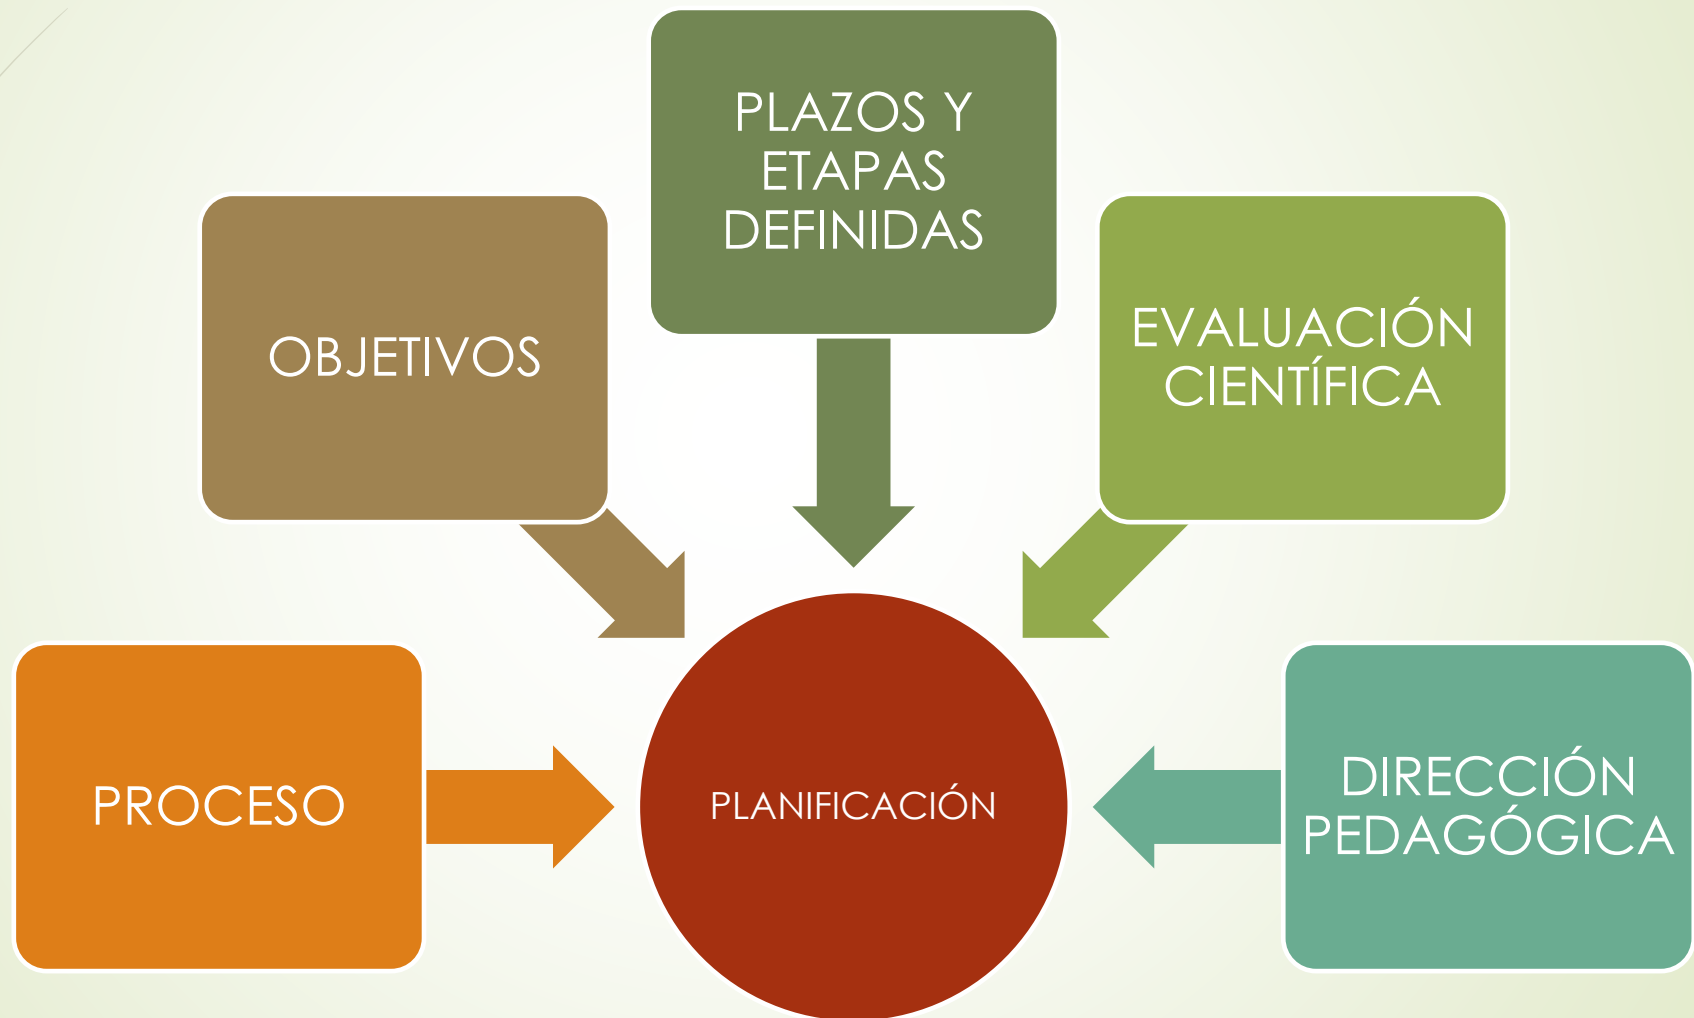 PLAZOS Y
ETAPAS
DEFINIDAS
OBJETIVOS
EVALUACIÓN
CIENTÍFICA
PROCESO
PLANIFICACIÓN
DIRECCIÓN
PEDAGÓGICA